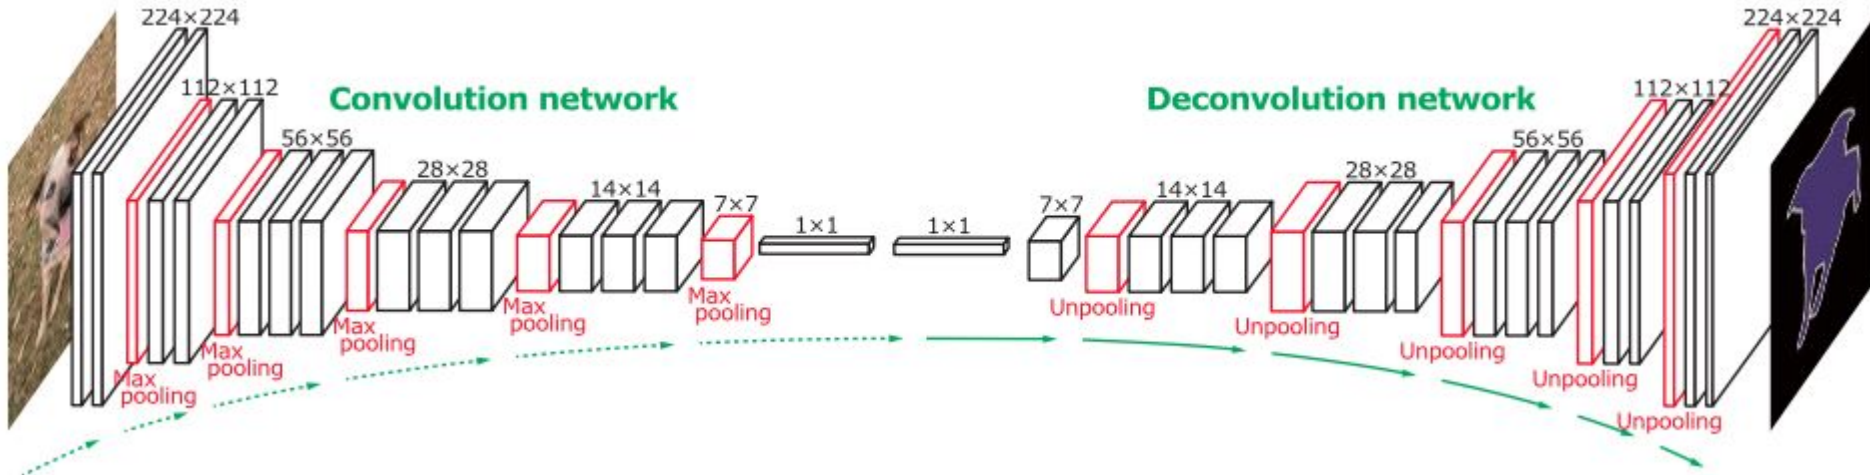 224×224
112×112
Convolution network
56×56
28×28
14×14
7×7
1×1
1×1
7×7
14×14
28×28
Deconvolution network
56×56
112×112
224×224
Max
pooling
Max
pooling
Max
pooling
Max
pooling
Max
pooling
Unpooling
Unpooling
Unpooling
Unpooling
Unpooling